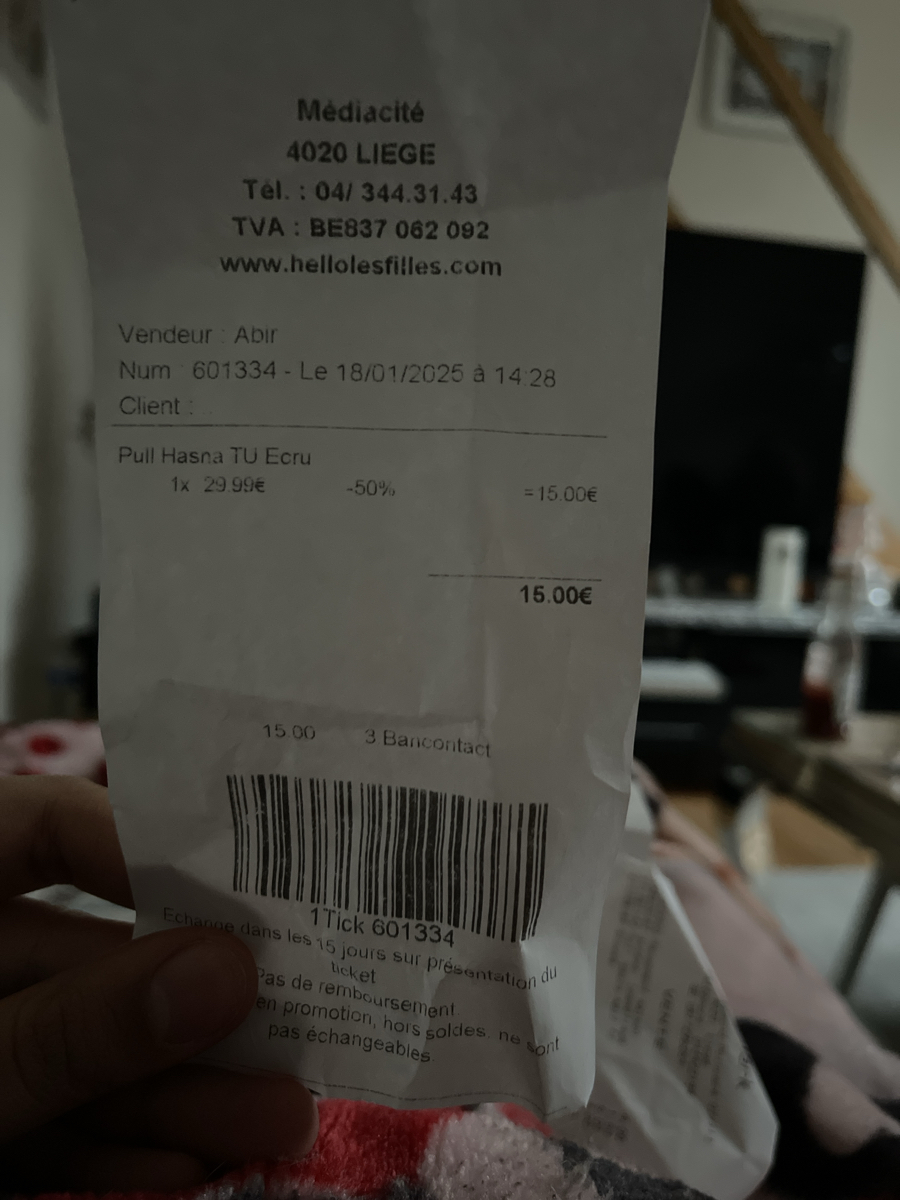 Médiacité
4020 LIEGE
Tél. : 04/ 344.31.43
TVA : BE837 062 092
www.hellolesfilles.com
Vendeur : Abir
Num : 601334 - Le 18/01/2025 à 14:28
Client :
Pull Hasna TU Ecru
1x 29.99€ -50% =15.00€
15.00€
15.00 3 Bancontact
1Tick 601334
Echange dans les 15 jours sur présentation du
ticket
Pas de remboursement.
en promotion, hors soldes, ne sont
pas échangeables.